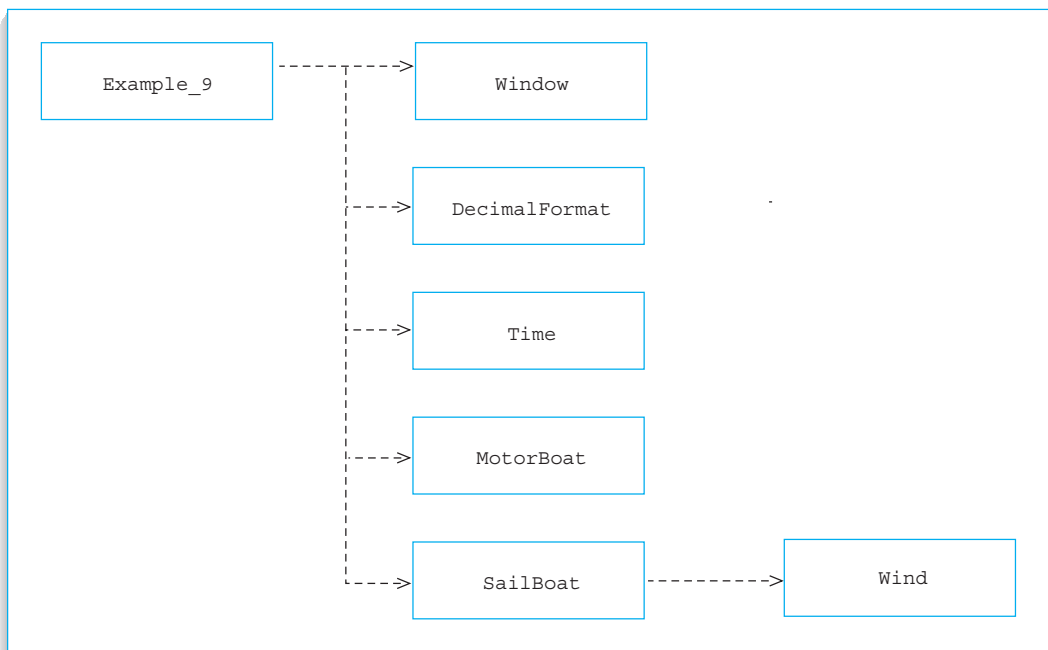 Example_9
Window
DecimalFormat
Time
MotorBoat
SailBoat
Wind